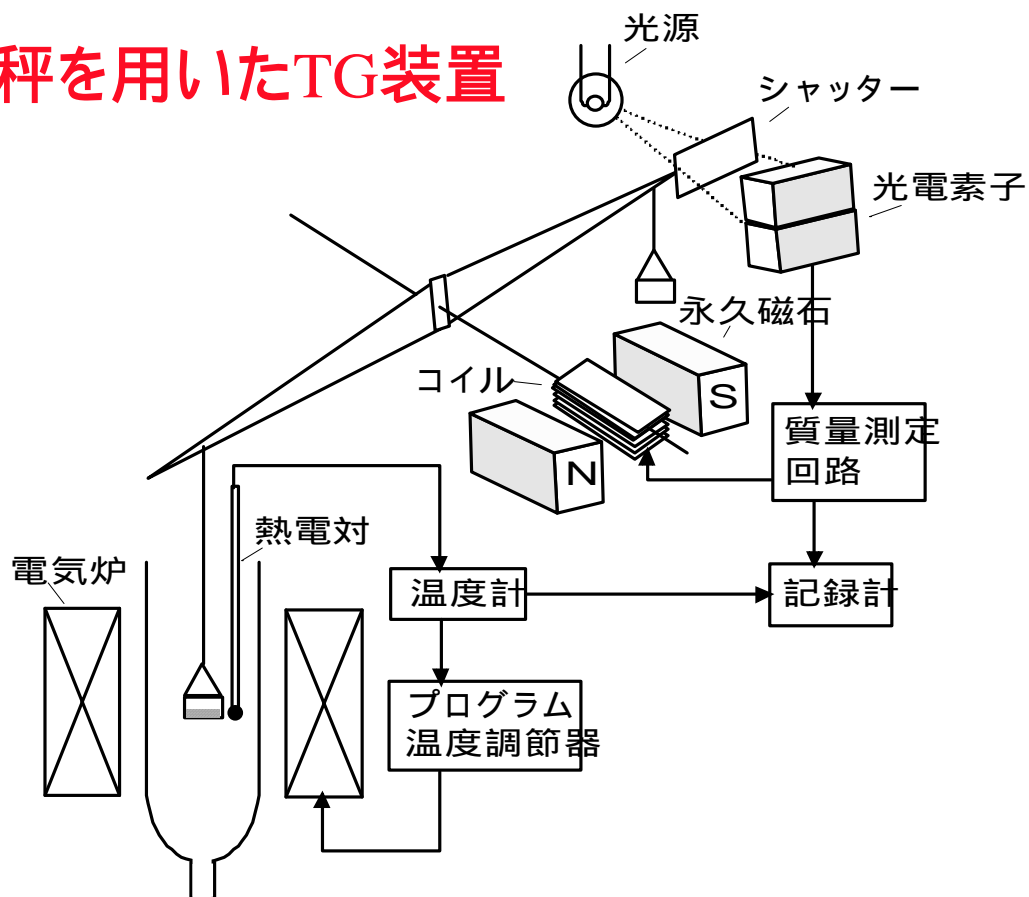 秤を用いたTG装置
光源
シャッター
光電素子
永久磁石
コイル
S
N
質量測定
回路
熱電対
電気炉
温度計
記録計
プログラム
温度調節器